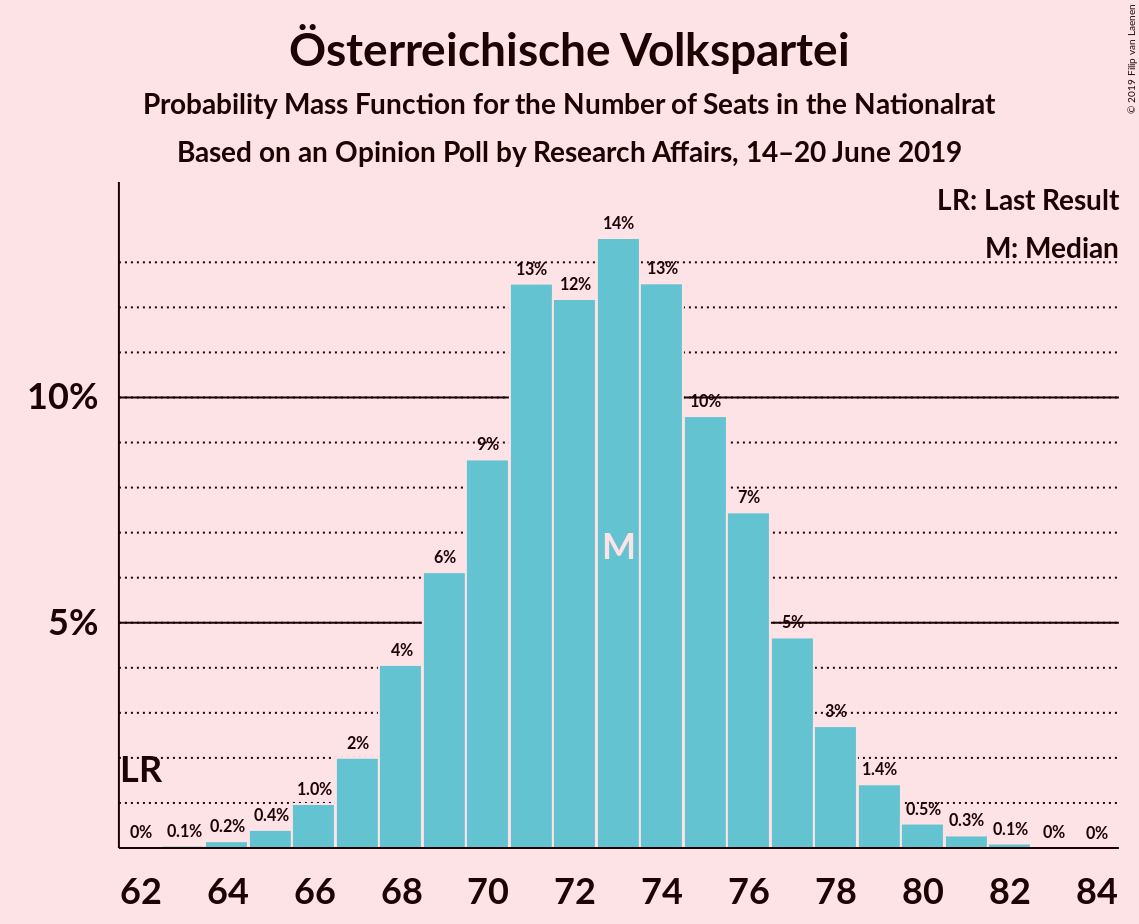 Österreichische Volkspartei
Probability Mass Function for the Number of Seats in the Nationalrat
Based on an Opinion Poll by Research Affairs, 14–20 June 2019
© 2019 Filip van Laenen
LR: Last Result
M: Median
10%
5%
0% 0.1% 0.2% 0.4% 1.0% 2% 4% 6% 9% 13% 12% 14% 13% 10% 7% 5% 3% 1.4% 0.5% 0.3% 0.1% 0% 0%
M
LR
62 64 66 68 70 72 74 76 78 80 82 84